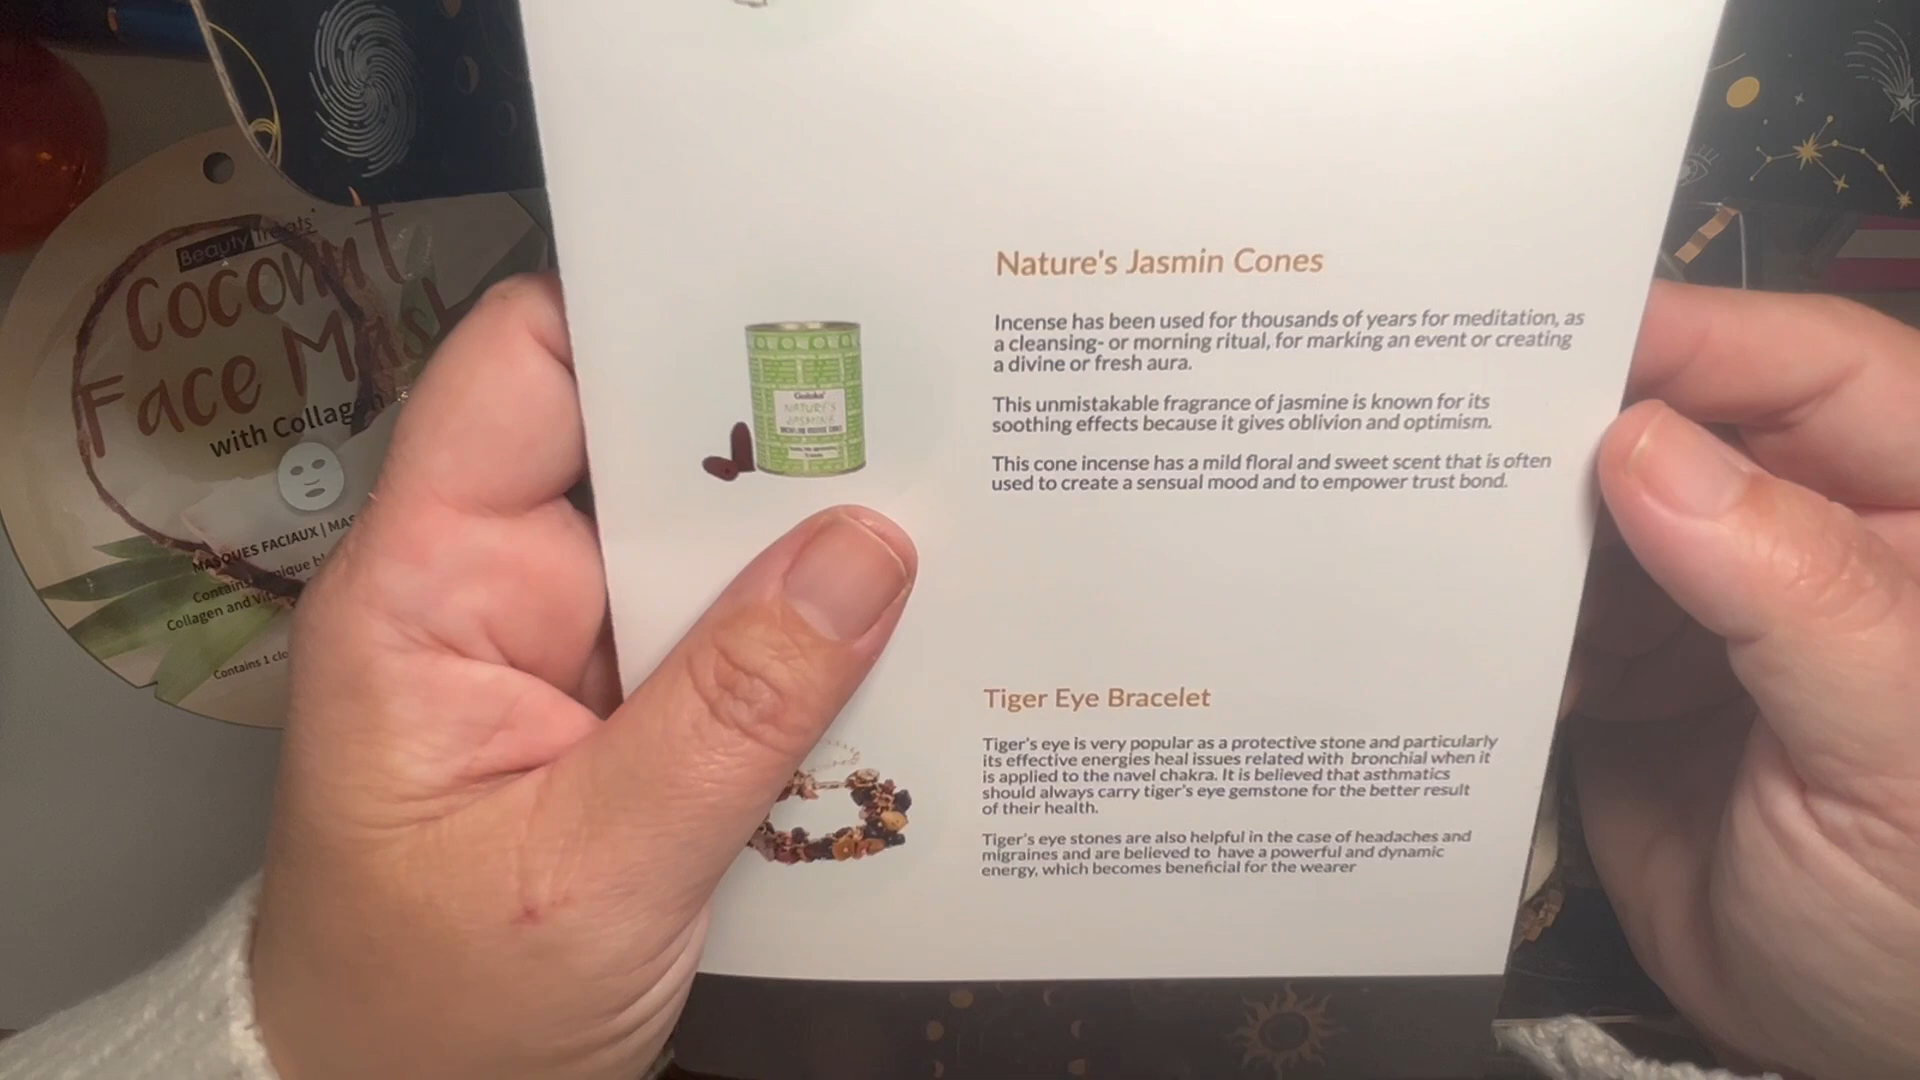 Beauty Treats
Coconut
Face Mask
with Collagen
MASQUES FACIAUX | MAS
Contains
Collagen and Vit
Contains 1 clo
Goloka
NATURE'S
JASMINE
Nature's Jasmin Cones
Incense has been used for thousands of years for meditation, as
a cleansing- or morning ritual, for marking an event or creating
a divine or fresh aura.
This unmistakable fragrance of jasmine is known for its
soothing effects because it gives oblivion and optimism.
This cone incense has a mild floral and sweet scent that is often
used to create a sensual mood and to empower trust bond.
Tiger Eye Bracelet
Tiger's eye is very popular as a protective stone and particularly
its effective energies heal issues related with bronchial when it
is applied to the navel chakra. It is believed that asthmatics
should always carry tiger's eye gemstone for the better result
of their health.
Tiger's eye stones are also helpful in the case of headaches and
migraines and are believed to have a powerful and dynamic
energy, which becomes beneficial for the wearer